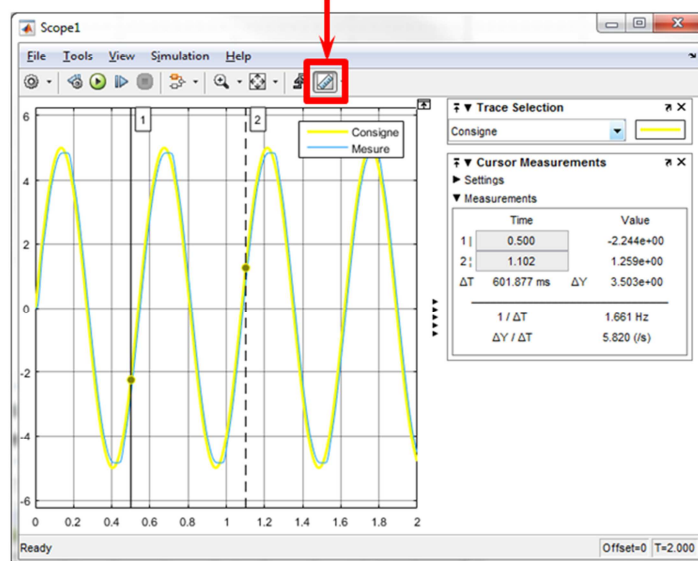 Scope1
File Tools View Simulation Help
1
2
Consigne
Mesure
6
4
2
0
-2
-4
-6
0 0.2 0.4 0.6 0.8 1 1.2 1.4 1.6 1.8 2
Trace Selection
Consigne
Cursor Measurements
Settings
Measurements
Time Value
1 | 0.500 -2.244e+00
2 ¦ 1.102 1.259e+00
ΔT 601.877 ms ΔY 3.503e+00
1 / ΔT 1.661 Hz
ΔY / ΔT 5.820 (/s)
Ready Offset=0 T=2.000